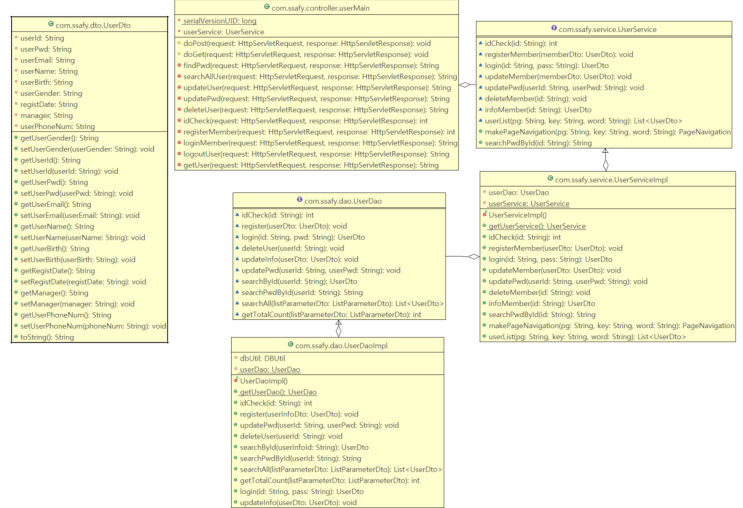 com.ssafy.dto.UserDto
userId: String
userPwd: String
userEmail: String
userName: String
userBirth: String
userGender: String
registDate: String
manager: String
userPhoneNum: String
getUserGender(): String
setUserGender(userGender: String): void
getUserId(): String
setUserId(userId: String): void
getUserPwd(): String
setUserPwd(userPwd: String): void
getUserEmail(): String
setUserEmail(userEmail: String): void
getUserName(): String
setUserName(userName: String): void
getUserBirth(): String
setUserBirth(userBirth: String): void
getRegistDate(): String
setRegistDate(registDate: String): void
getManager(): String
setManager(manager: String): void
getUserPhoneNum(): String
setUserPhoneNum(phoneNum: String): void
toString(): String
com.ssafy.controller.userMain
serialVersionUID: long
userService: UserService
doPost(request: HttpServletRequest, response: HttpServletResponse): void
doGet(request: HttpServletRequest, response: HttpServletResponse): void
findPwd(request: HttpServletRequest, response: HttpServletResponse): String
searchAllUser(request: HttpServletRequest, response: HttpServletResponse): String
updateUser(request: HttpServletRequest, response: HttpServletResponse): String
updatePwd(request: HttpServletRequest, response: HttpServletResponse): String
deleteUser(request: HttpServletRequest, response: HttpServletResponse): String
idCheck(request: HttpServletRequest, response: HttpServletResponse): int
registerMember(request: HttpServletRequest, response: HttpServletResponse): int
loginMember(request: HttpServletRequest, response: HttpServletResponse): String
logoutUser(request: HttpServletRequest, response: HttpServletResponse): String
getUser(request: HttpServletRequest, response: HttpServletResponse): String
com.ssafy.service.UserService
idCheck(id: String): int
registerMember(memberDto: UserDto): void
login(id: String, pass: String): UserDto
updateMember(memberDto: UserDto): void
updatePwd(userId: String, userPwd: String): void
deleteMember(id: String): void
infoMember(id: String): UserDto
userList(pg: String, key: String, word: String): List<UserDto>
makePageNavigation(pg: String, key: String, word: String): PageNavigation
searchPwdById(id: String): String
com.ssafy.service.UserServiceImpl
userDao: UserDao
userService: UserService
UserServiceImpl()
getUserService(): UserService
idCheck(id: String): int
registerMember(userDto: UserDto): void
login(id: String, pass: String): UserDto
updateMember(userDto: UserDto): void
updatePwd(userId: String, userPwd: String): void
deleteMember(id: String): void
infoMember(id: String): UserDto
searchPwdById(id: String): String
makePageNavigation(pg: String, key: String, word: String): PageNavigation
userList(pg: String, key: String, word: String): List<UserDto>
com.ssafy.dao.UserDao
idCheck(id: String): int
register(userDto: UserDto): void
login(id: String, pwd: String): UserDto
deleteUser(userId: String): void
updateInfo(userDto: UserDto): void
updatePwd(userId: String, userPwd: String): void
searchById(userId: String): UserDto
searchPwdById(userId: String): String
searchAll(listParameterDto: ListParameterDto): List<UserDto>
getTotalCount(listParameterDto: ListParameterDto): int
com.ssafy.dao.UserDaoImpl
dbUtil: DBUtil
userDao: UserDao
UserDaoImpl()
getUserDao(): UserDao
idCheck(id: String): int
register(userInfoDto: UserDto): void
updatePwd(userId: String, userPwd: String): void
deleteUser(userId: String): void
searchById(userInfoId: String): UserDto
searchPwdById(userId: String): String
searchAll(listParameterDto: ListParameterDto): List<UserDto>
getTotalCount(listParameterDto: ListParameterDto): int
login(id: String, pass: String): UserDto
updateInfo(userDto: UserDto): void